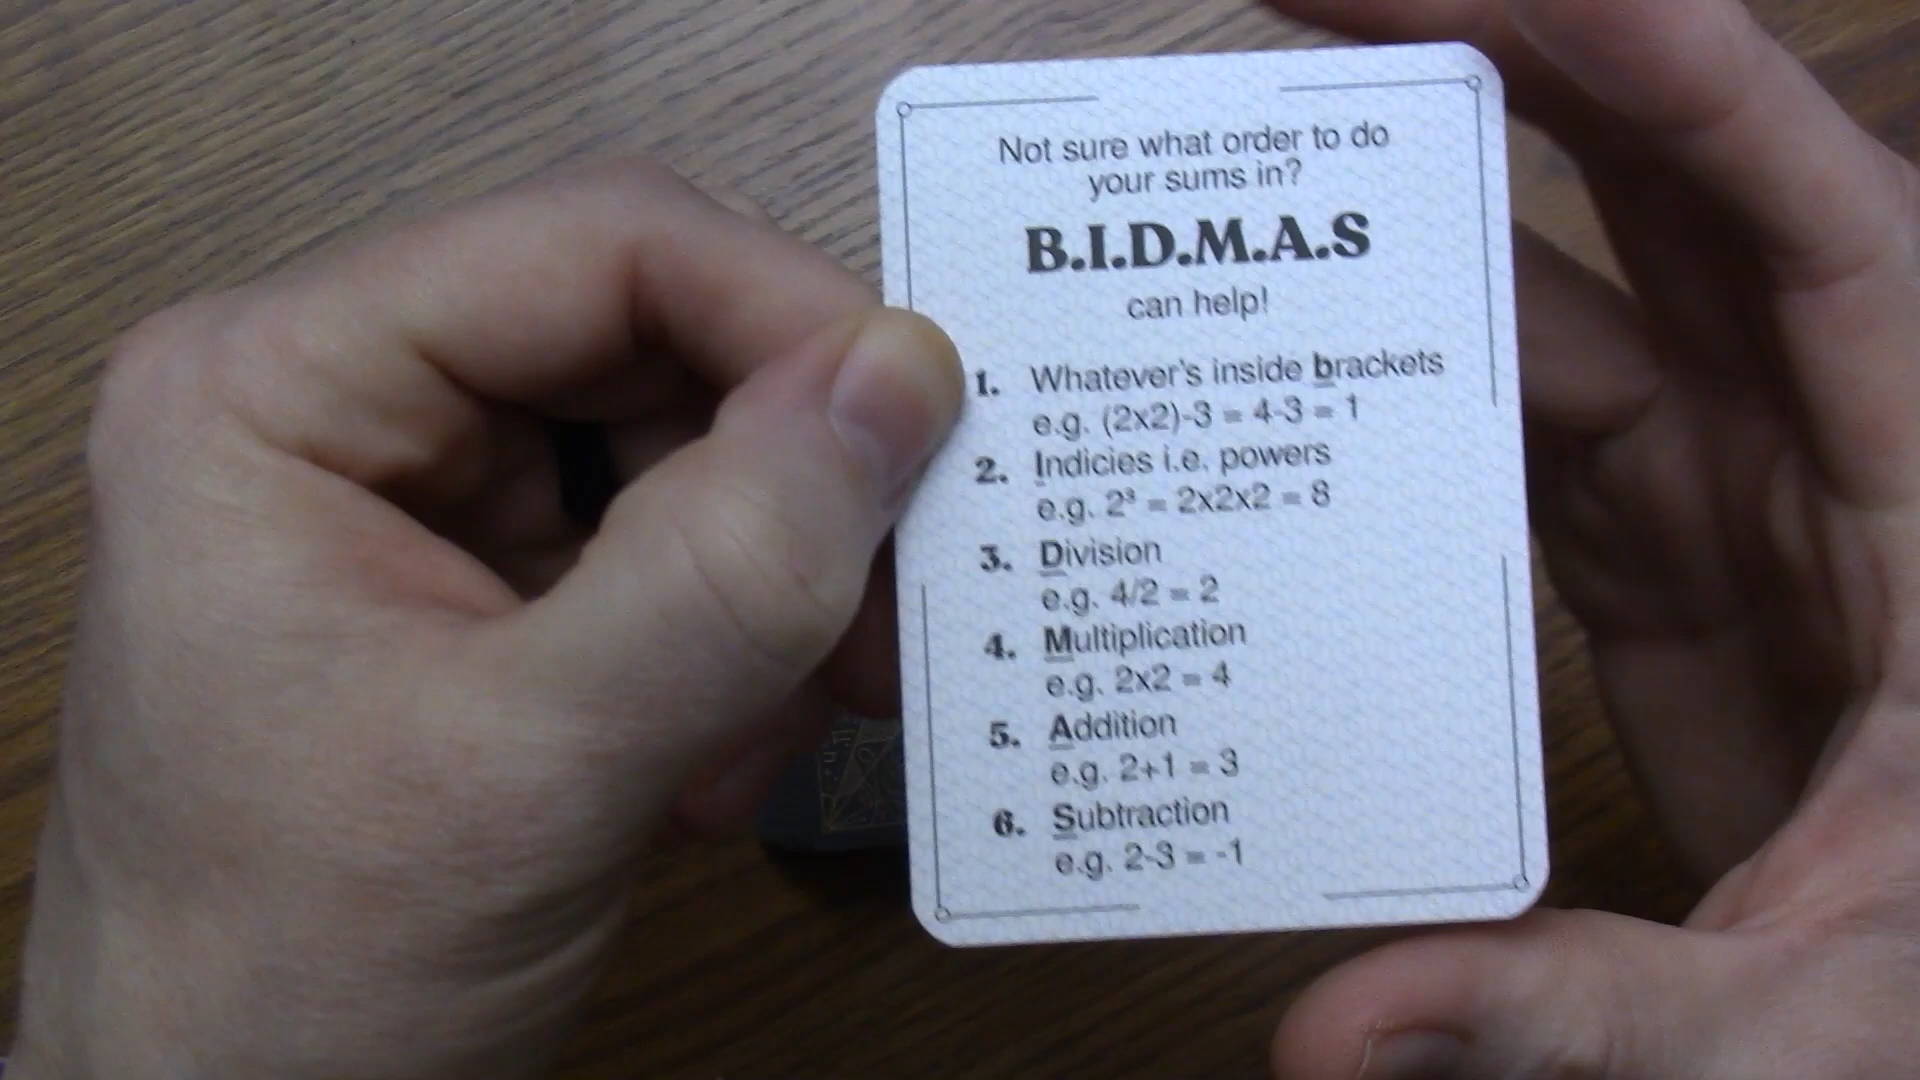 Not sure what order to do
your sums in?
B.I.D.M.A.S
can help!
1. Whatever's inside brackets
e.g. (2x2)-3 = 4-3 = 1
2. Indicies i.e. powers
e.g. 2³ = 2x2x2 = 8
3. Division
e.g. 4/2 = 2
4. Multiplication
e.g. 2x2 = 4
5. Addition
e.g. 2+1 = 3
6. Subtraction
e.g. 2-3 = -1